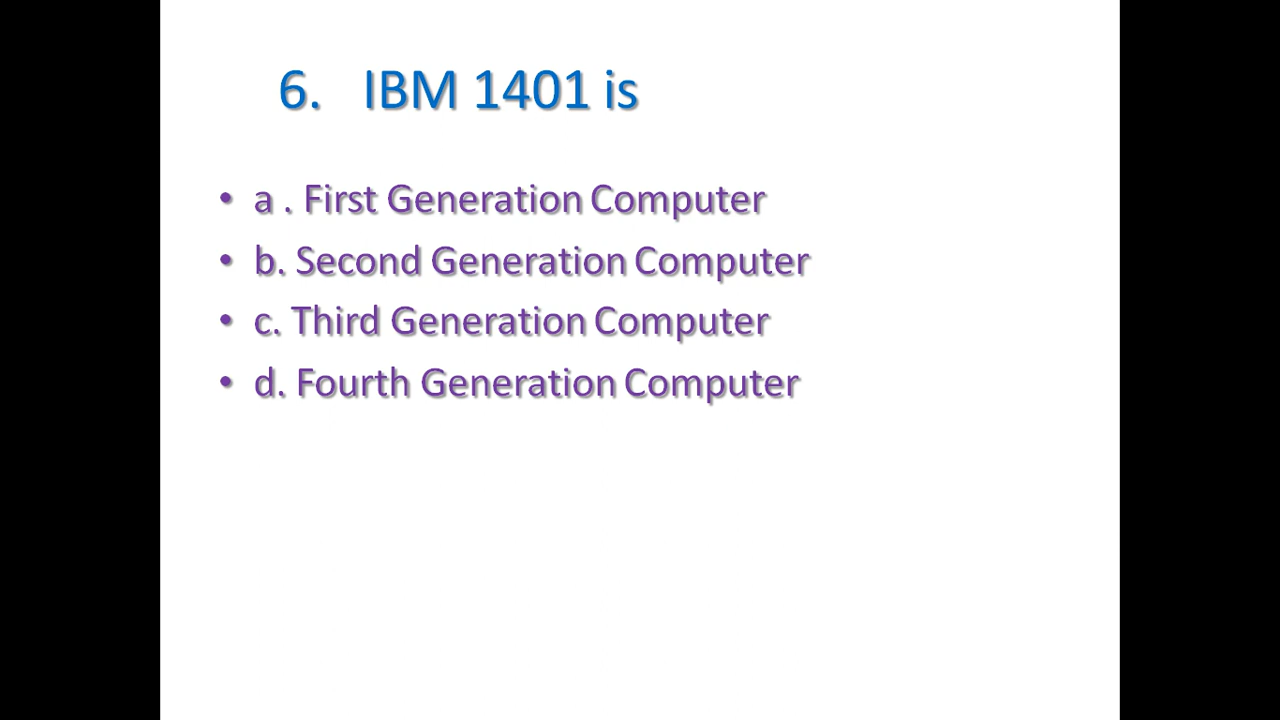 6. IBM 1401 is
• a . First Generation Computer
• b. Second Generation Computer
• c. Third Generation Computer
• d. Fourth Generation Computer